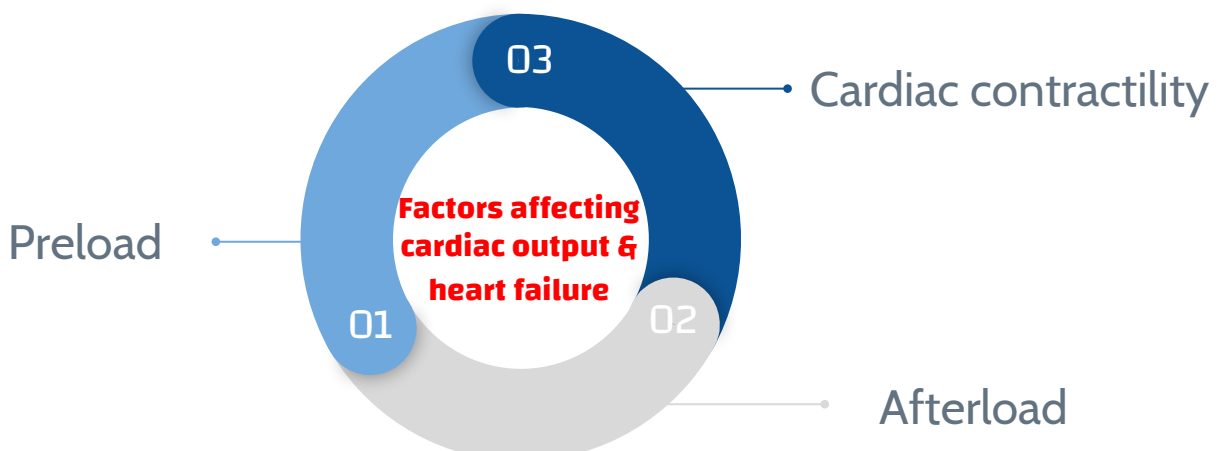 03
Cardiac contractility
Factors affecting
cardiac output &
heart failure
Preload
01
02
Afterload